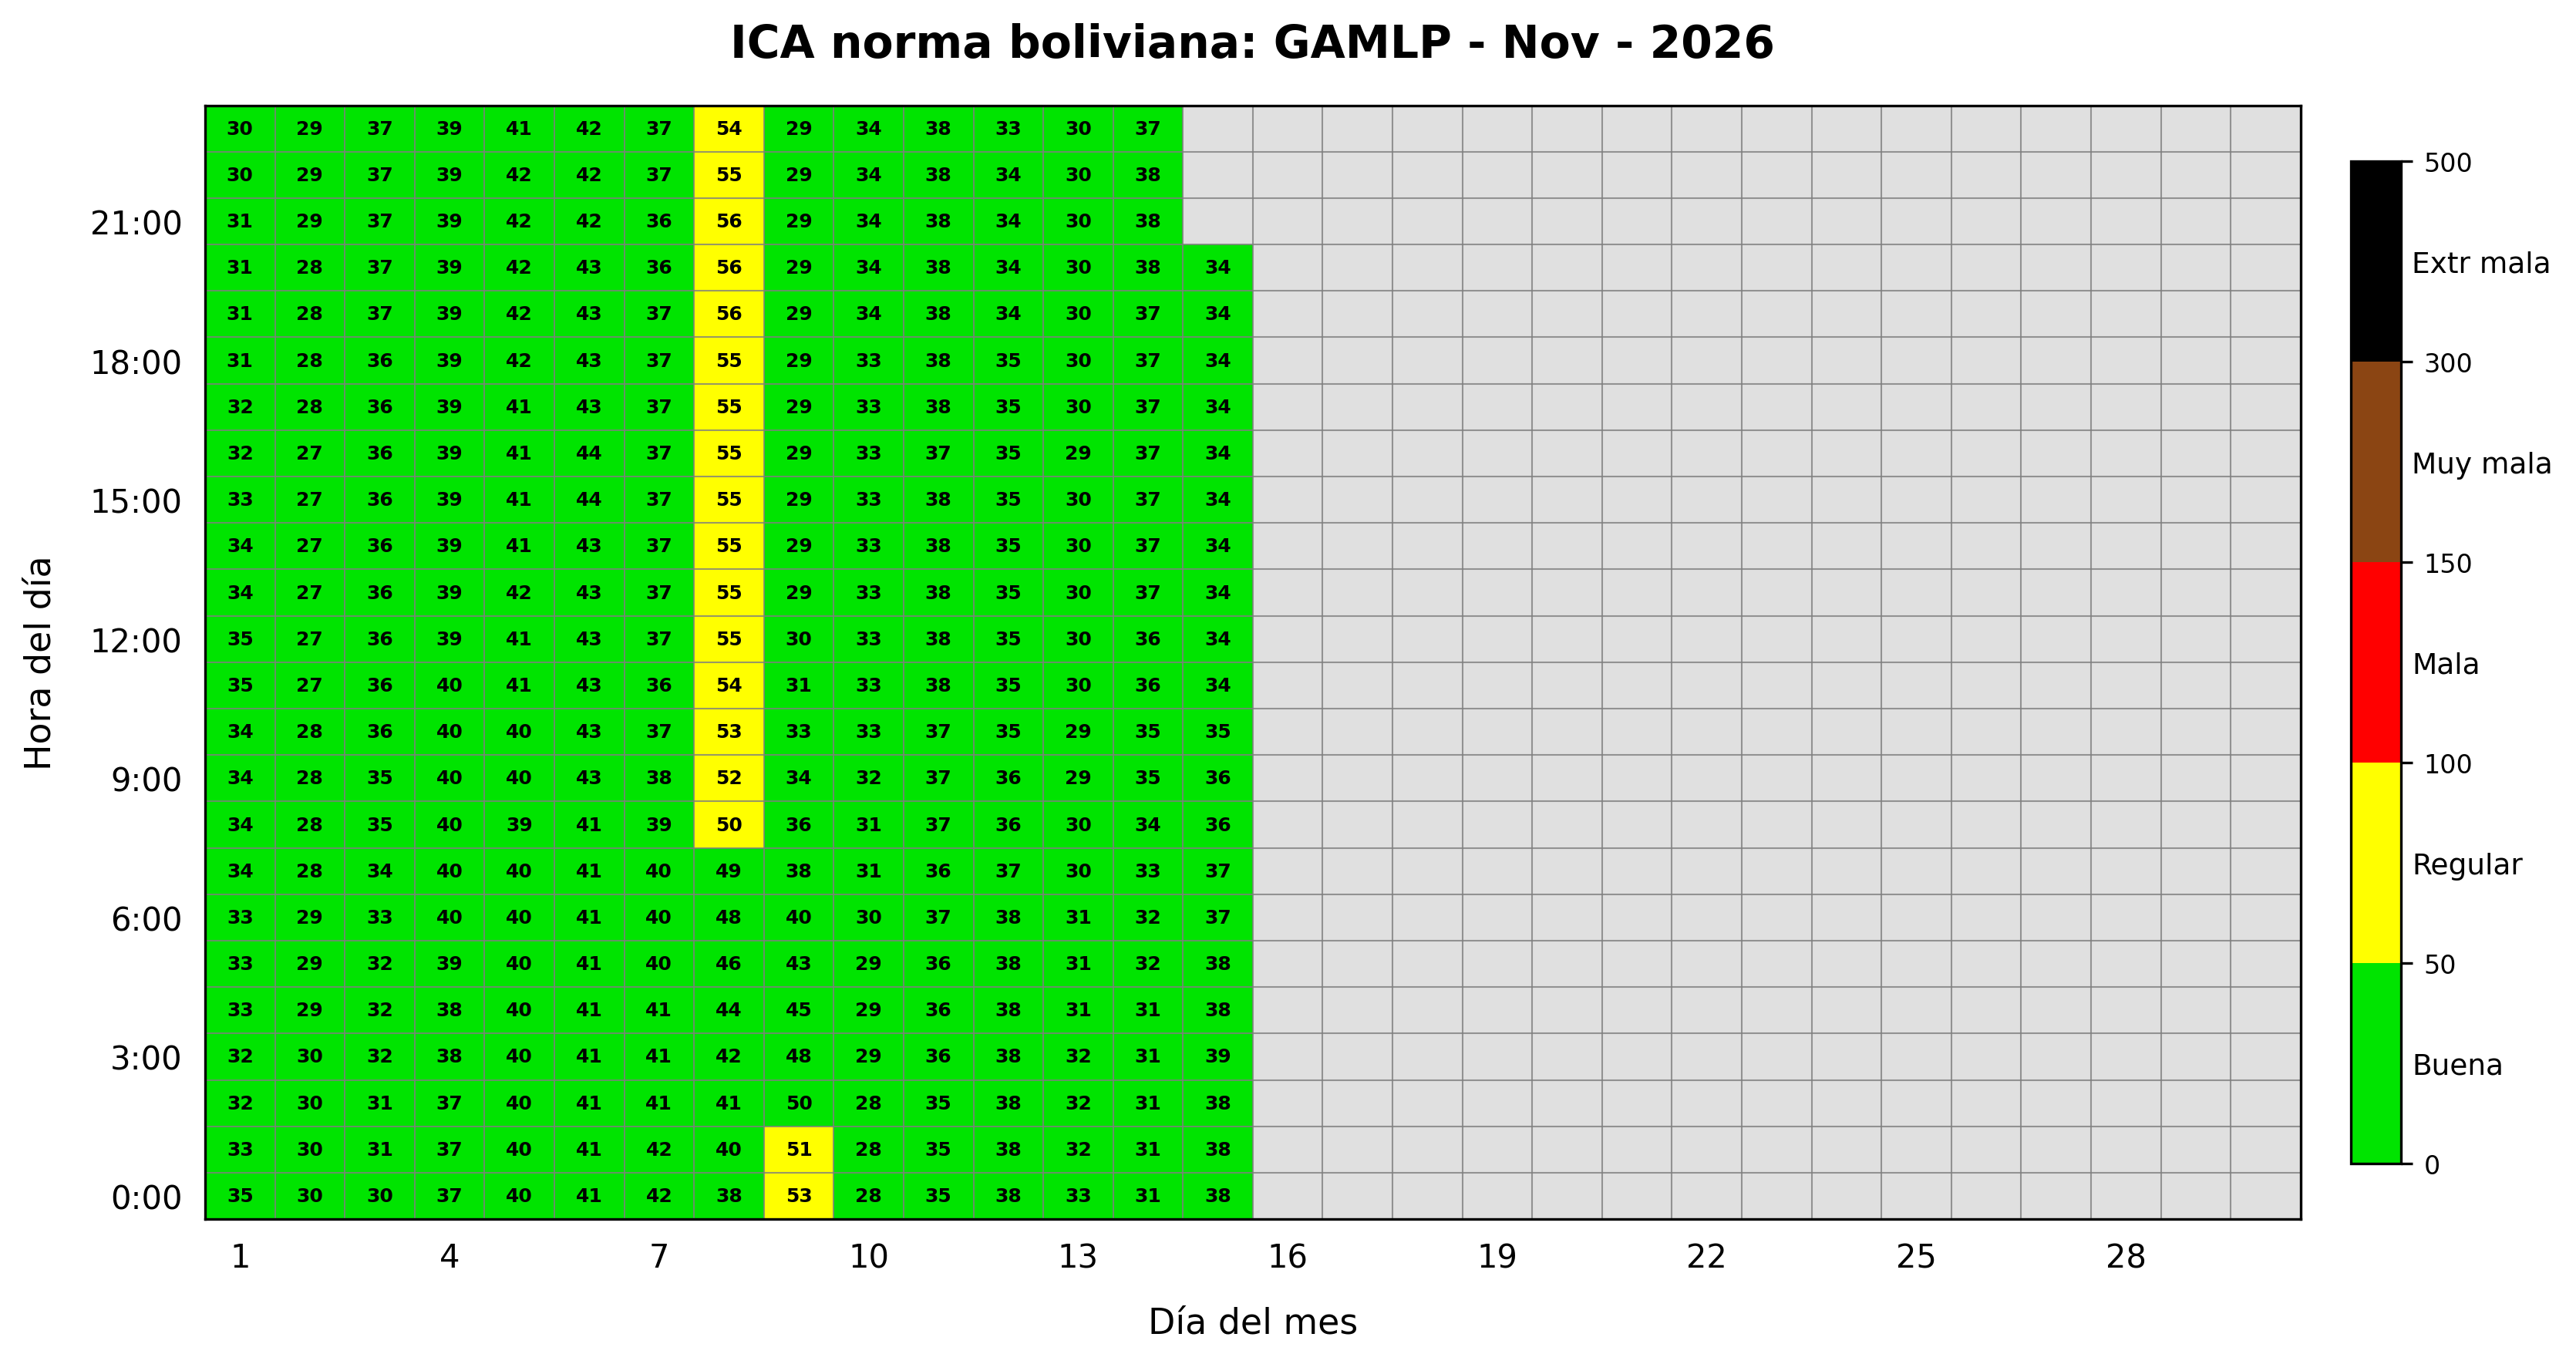 ICA norma boliviana: GAMLP - Nov - 2026
30 29 37 39 41 42 37 54 29 34 38 33 30 37
30 29 37 39 42 42 37 55 29 34 38 34 30 38
21:00 31 29 37 39 42 42 36 56 29 34 38 34 30 38
31 28 37 39 42 43 36 56 29 34 38 34 30 38 34
31 28 37 39 42 43 37 56 29 34 38 34 30 37 34
18:00 31 28 36 39 42 43 37 55 29 33 38 35 30 37 34
32 28 36 39 41 43 37 55 29 33 38 35 30 37 34
32 27 36 39 41 44 37 55 29 33 37 35 29 37 34
15:00 33 27 36 39 41 44 37 55 29 33 38 35 30 37 34
34 27 36 39 41 43 37 55 29 33 38 35 30 37 34
34 27 36 39 42 43 37 55 29 33 38 35 30 37 34
12:00 35 27 36 39 41 43 37 55 30 33 38 35 30 36 34
35 27 36 40 41 43 36 54 31 33 38 35 30 36 34
34 28 36 40 40 43 37 53 33 33 37 35 29 35 35
9:00 34 28 35 40 40 43 38 52 34 32 37 36 29 35 36
34 28 35 40 39 41 39 50 36 31 37 36 30 34 36
34 28 34 40 40 41 40 49 38 31 36 37 30 33 37
6:00 33 29 33 40 40 41 40 48 40 30 37 38 31 32 37
33 29 32 39 40 41 40 46 43 29 36 38 31 32 38
33 29 32 38 40 41 41 44 45 29 36 38 31 31 38
3:00 32 30 32 38 40 41 41 42 48 29 36 38 32 31 39
32 30 31 37 40 41 41 41 50 28 35 38 32 31 38
33 30 31 37 40 41 42 40 51 28 35 38 32 31 38
0:00 35 30 30 37 40 41 42 38 53 28 35 38 33 31 38
1 4 7 10 13 16 19 22 25 28
Día del mes
Hora del día
500
Extr mala
300
Muy mala
150
Mala
100
Regular
50
Buena
0